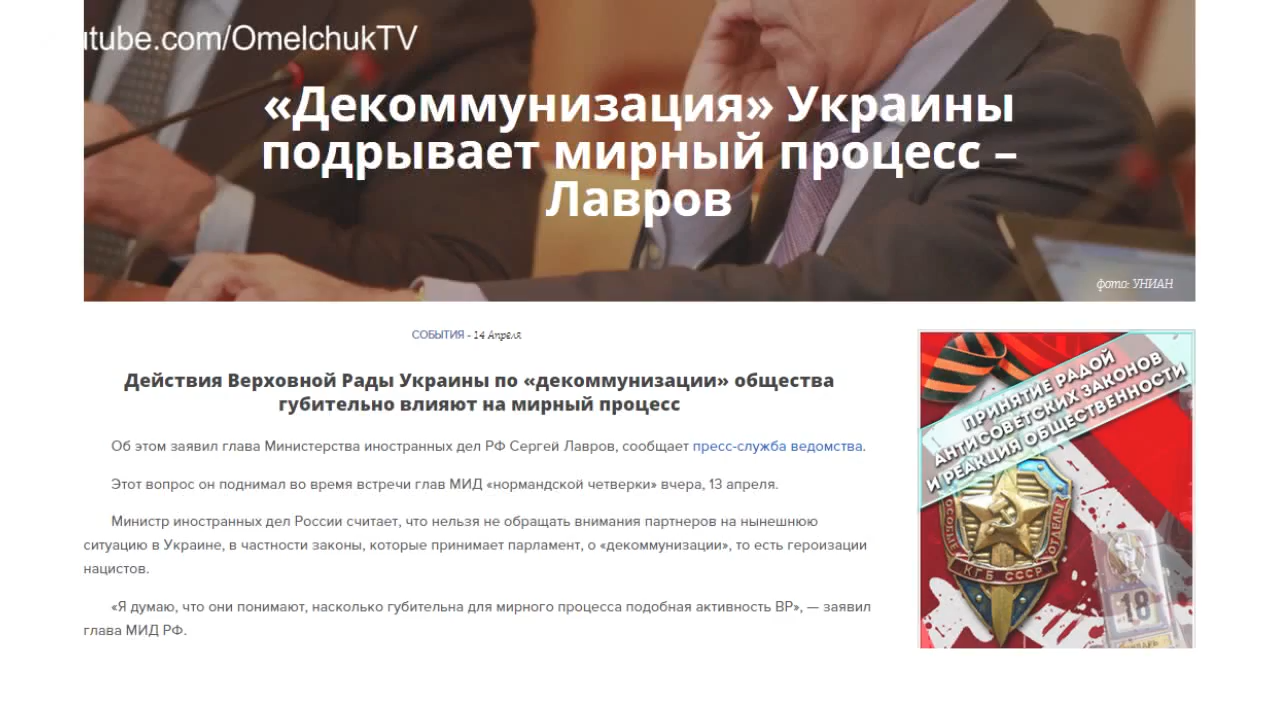 utube.com/OmelchukTV
«Декоммунизация» Украины
подрывает мирный процесс –
Лавров
фото: УНИАН
СОБЫТИЯ - 14 Апреля
Действия Верховной Рады Украины по «декоммунизации» общества
губительно влияют на мирный процесс
Об этом заявил глава Министерства иностранных дел РФ Сергей Лавров, сообщает пресс-служба ведомства.
Этот вопрос он поднимал во время встречи глав МИД «нормандской четверки» вчера, 13 апреля.
Министр иностранных дел России считает, что нельзя не обращать внимания партнеров на нынешнюю
ситуацию в Украине, в частности законы, которые принимает парламент, о «декоммунизации», то есть героизации
нацистов.
«Я думаю, что они понимают, насколько губительна для мирного процесса подобная активность ВР», — заявил
глава МИД РФ.
ПРИНЯТИЕ РАДОЙ
АНТИСОВЕТСКИХ ЗАКОНОВ
И РЕАКЦИЯ ОБЩЕСТВЕННОСТИ
ОТДЕЛЫ
КГБ СССР
18